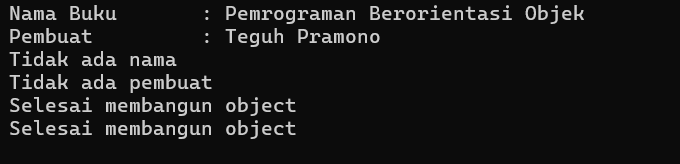 Nama Buku       : Pemrograman Berorientasi Objek
Pembuat         : Teguh Pramono
Tidak ada nama
Tidak ada pembuat
Selesai membangun object
Selesai membangun object